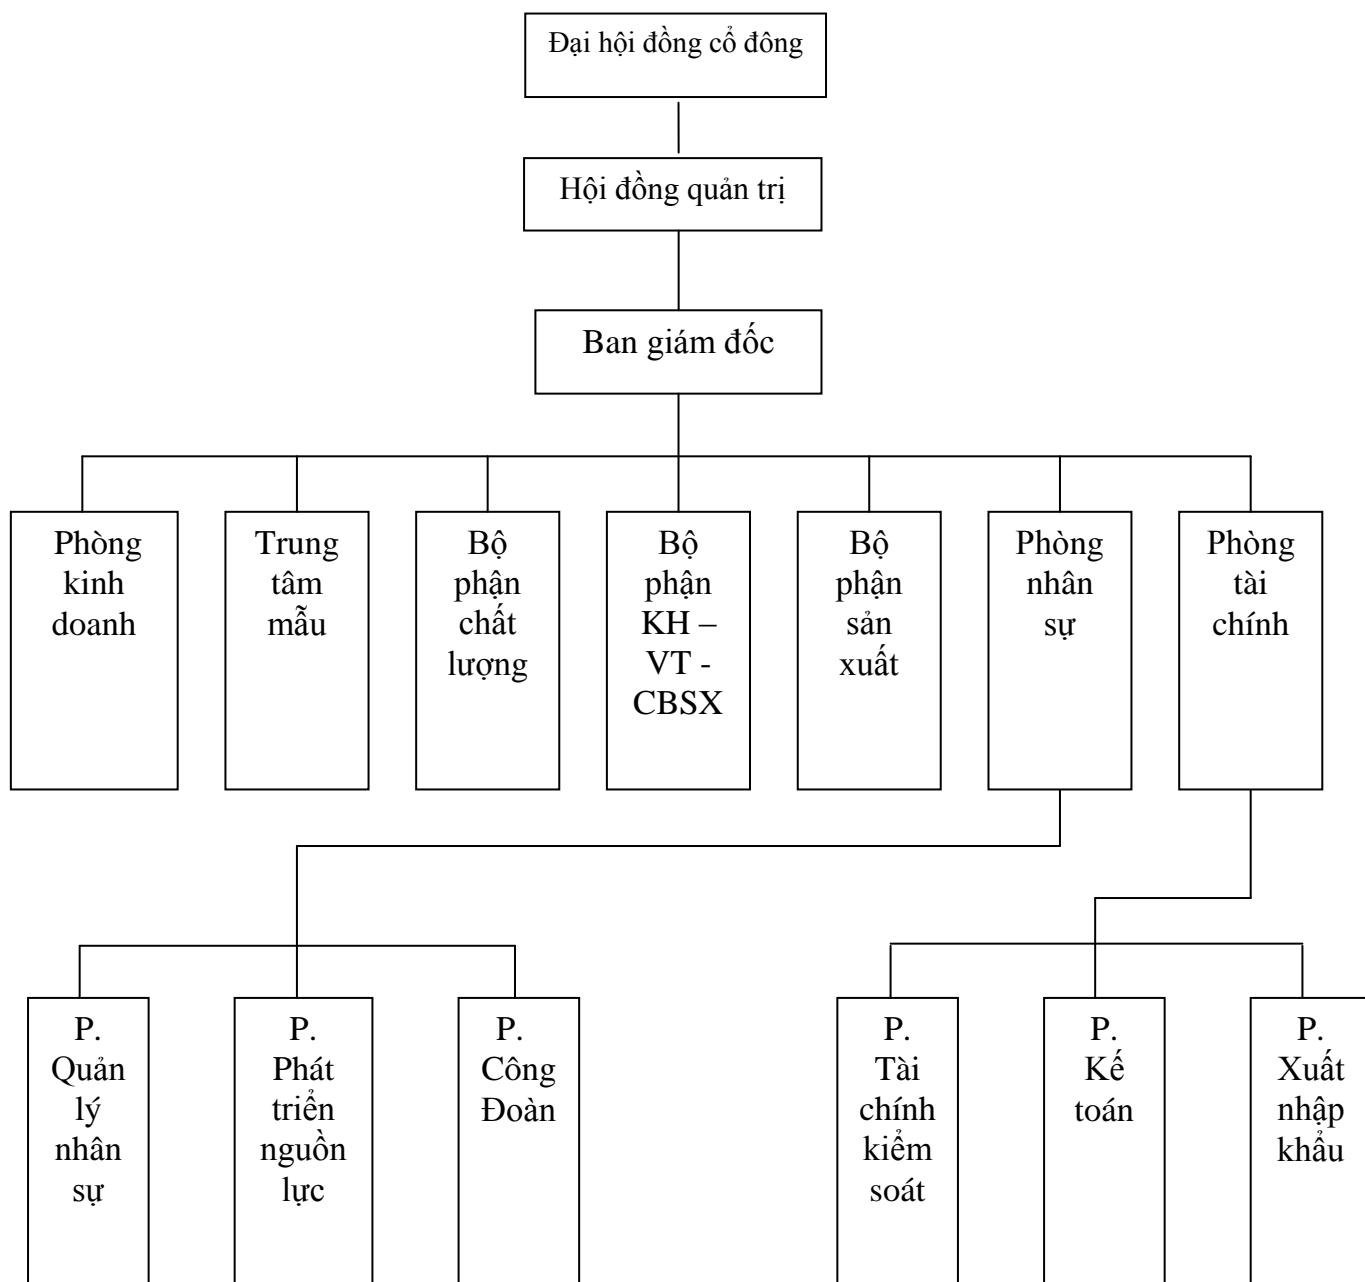 Đại hội đồng cổ đông
Hội đồng quản trị
Ban giám đốc
Phòng
kinh
doanh
Trung
tâm
mẫu
Bộ
phận
chất
lượng
Bộ
phận
KH –
VT -
CBSX
Bộ
phận
sản
xuất
Phòng
nhân
sự
Phòng
tài
chính
P.
Quản
lý
nhân
sự
P.
Phát
triển
nguồn
lực
P.
Công
Đoàn
P.
Tài
chính
kiểm
soát
P.
Kế
toán
P.
Xuất
nhập
khẩu